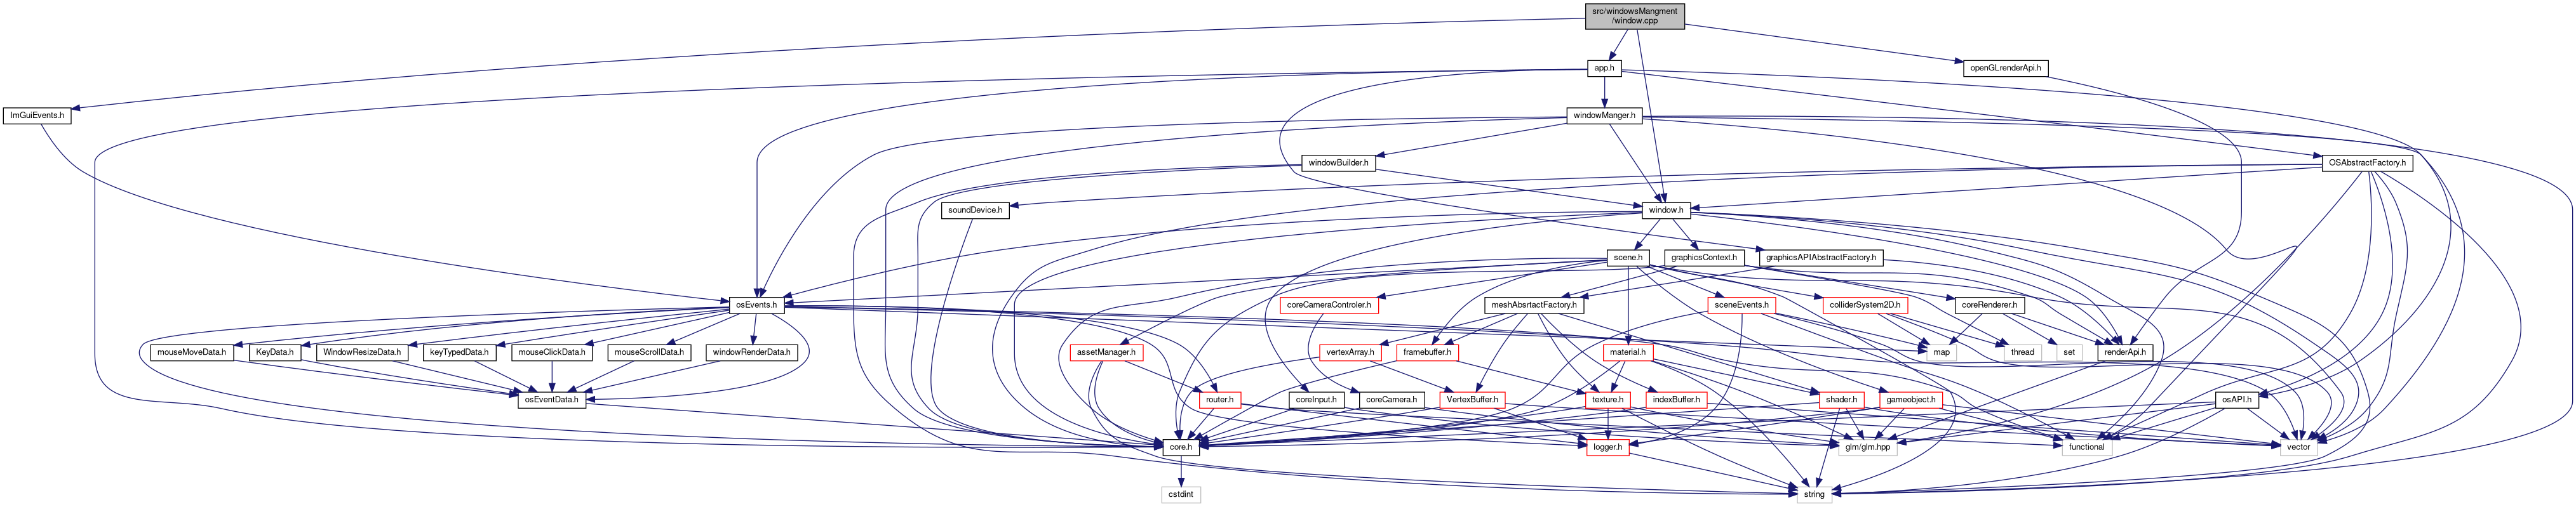 src/windowsMangment
/window.cpp
app.h
openGLrenderApi.h
ImGuiEvents.h
windowManger.h
windowBuilder.h
OSAbstractFactory.h
soundDevice.h
window.h
scene.h
graphicsContext.h
graphicsAPIAbstractFactory.h
osEvents.h
coreCameraControler.h
meshAbsrtactFactory.h
sceneEvents.h
colliderSystem2D.h
coreRenderer.h
mouseMoveData.h
KeyData.h
WindowResizeData.h
keyTypedData.h
mouseClickData.h
mouseScrollData.h
windowRenderData.h
assetManager.h
vertexArray.h
framebuffer.h
material.h
map
thread
set
renderApi.h
osEventData.h
router.h
coreInput.h
coreCamera.h
VertexBuffer.h
texture.h
indexBuffer.h
shader.h
gameobject.h
osAPI.h
core.h
logger.h
glm/glm.hpp
functional
vector
cstdint
string